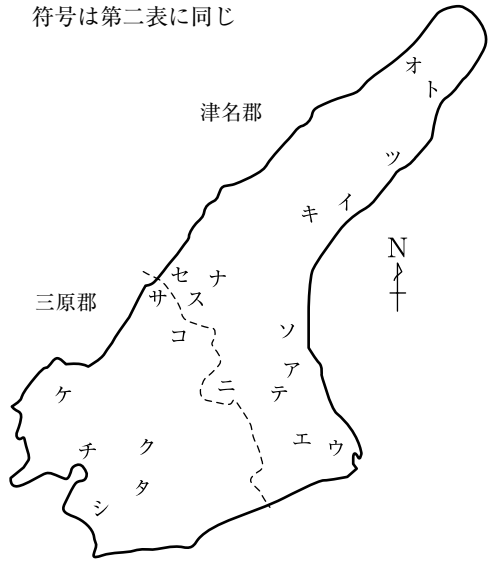 符号は第二表に同じ
オ
ト
津名郡
ツ
イ
キ
N
セ
ナ
三原郡
サ
ス
コ
ソ
ア
ニ
テ
ケ
エ
ウ
チ
ク
タ
シ